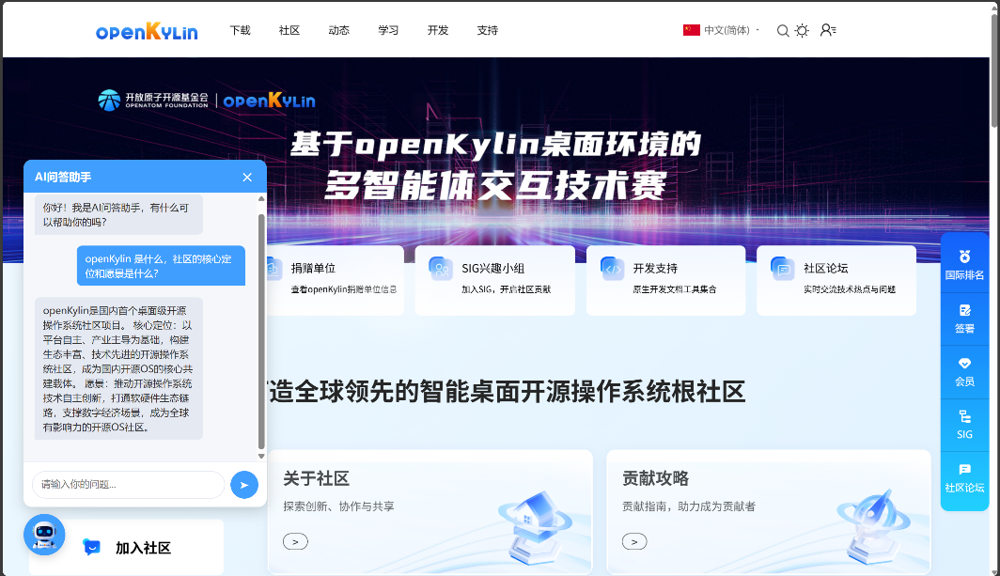 openKylin
下载
社区
动态
学习
开发
支持
中文(简体)
开放原子开源基金会
OPENATOM FOUNDATION
openKylin
基于openKylin桌面环境的
多智能体交互技术赛
AI问答助手
你好！我是AI问答助手，有什么可
以帮助你的吗？
openKylin 是什么，社区的核心定
位和愿景是什么？
openKylin是国内首个桌面级开源
操作系统社区项目。 核心定位：以
平台自主、产业主导为基础，构建
生态丰富、技术先进的开源操作系
统社区，成为国内开源OS的核心共
建载体。 愿景：推动开源操作系统
技术自主创新，打通软硬件生态链
路，支撑数字经济场景，成为全球
有影响力的开源OS社区。
请输入你的问题...
捐赠单位
查看openKylin捐赠单位信息
SIG兴趣小组
加入SIG，开启社区贡献
开发支持
原生开发文档工具集合
社区论坛
实时交流技术热点与问题
国际排名
签署
会员
SIG
社区论坛
造全球领先的智能桌面开源操作系统根社区
关于社区
探索创新、协作与共享
>
贡献攻略
贡献指南，助力成为贡献者
>
加入社区